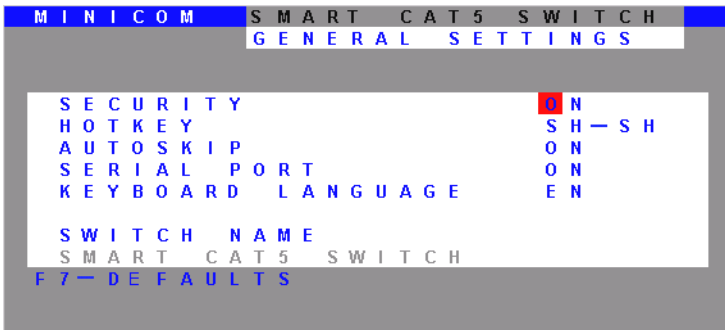 MINICOM SMART CAT5 SWITCH
GENERAL SETTINGS
SECURITY ON
HOTKEY SH—SH
AUTOSKIP ON
SERIAL PORT ON
KEYBOARD LANGUAGE EN
SWITCH NAME
SMART CAT5 SWITCH
F7—DEFAULTS